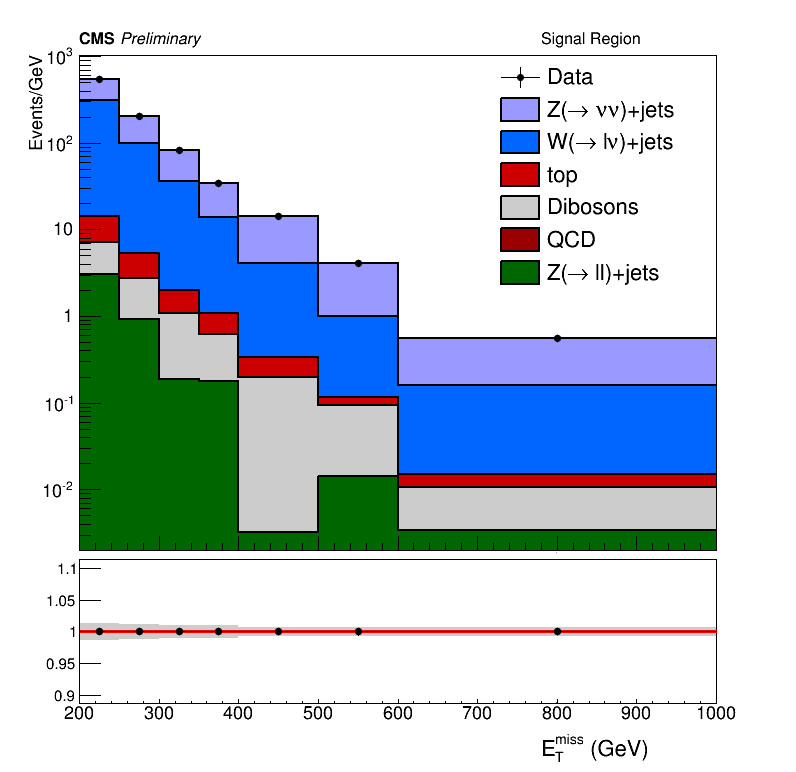 CMS Preliminary Signal Region
Events/GeV
10³
10²
10
1
10⁻¹
10⁻²
Data
Z(→ νν)+jets
W(→ lν)+jets
top
Dibosons
QCD
Z(→ ll)+jets
1.1
1.05
1
0.95
0.9
200 300 400 500 600 700 800 900 1000
E_T^miss (GeV)